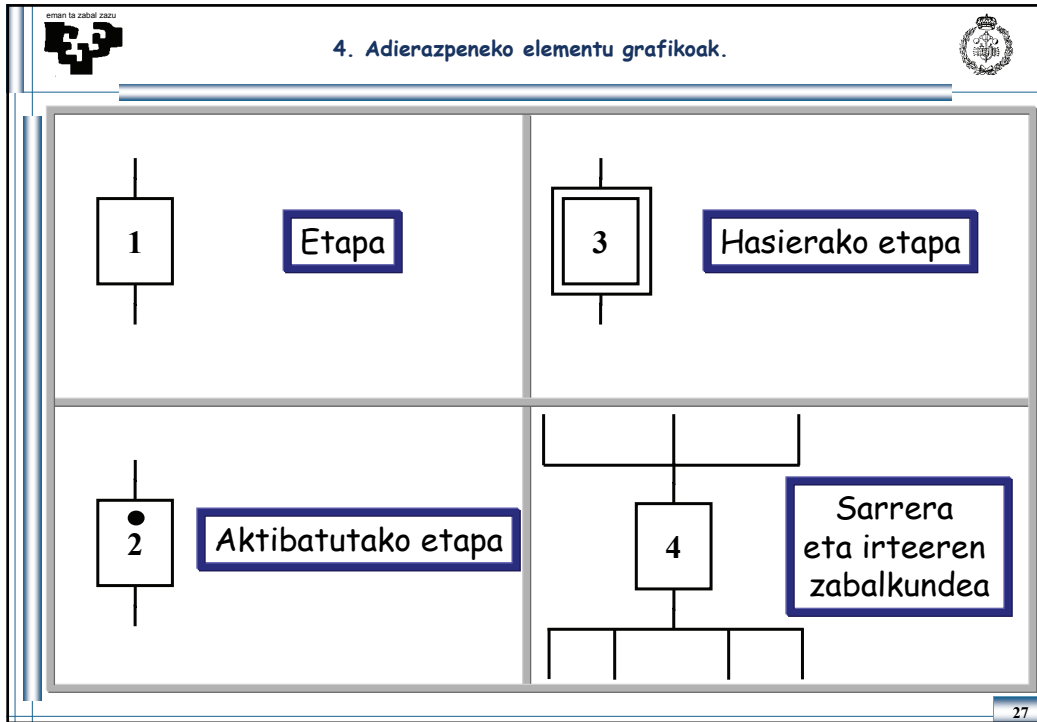 eman ta zabal zazu
4. Adierazpeneko elementu grafikoak.
1
Etapa
3
Hasierako etapa
2
Aktibatutako etapa
4
Sarrera
eta irteeren
zabalkundea
27